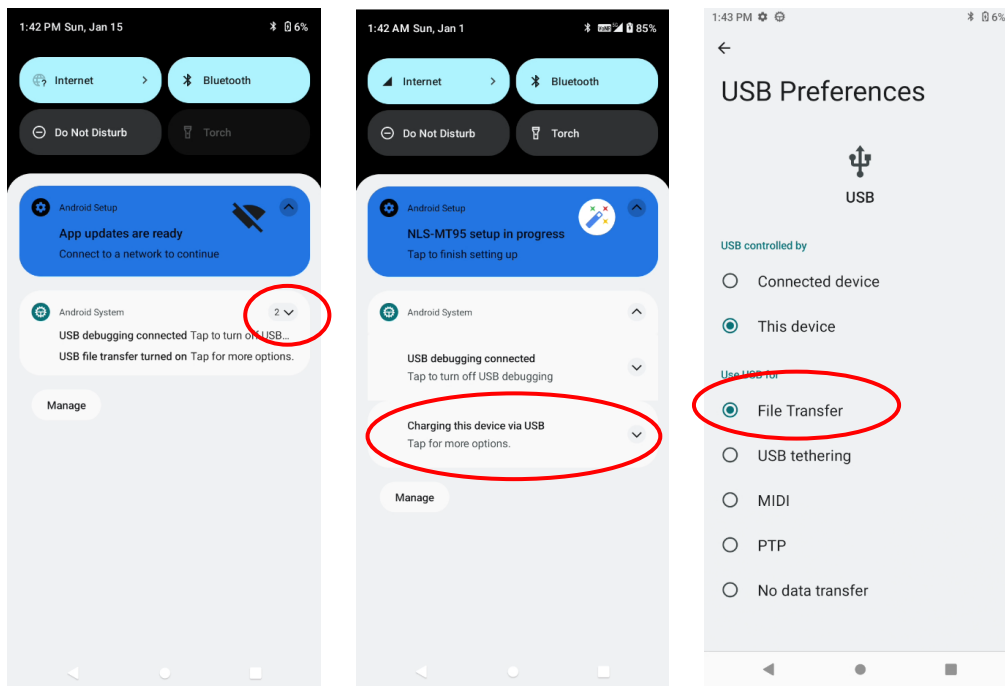 1:42 PM Sun, Jan 15
6%
Internet
Bluetooth
Do Not Disturb
Torch
Android Setup
App updates are ready
Connect to a network to continue
Android System
2
USB debugging connected Tap to turn off USB…
USB file transfer turned on Tap for more options.
Manage
1:42 AM Sun, Jan 1
85%
Internet
Bluetooth
Do Not Disturb
Torch
Android Setup
NLS-MT95 setup in progress
Tap to finish setting up
Android System
USB debugging connected
Tap to turn off USB debugging
Charging this device via USB
Tap for more options.
Manage
1:43 PM
6%
USB Preferences
USB
USB controlled by
Connected device
This device
Use USB for
File Transfer
USB tethering
MIDI
PTP
No data transfer